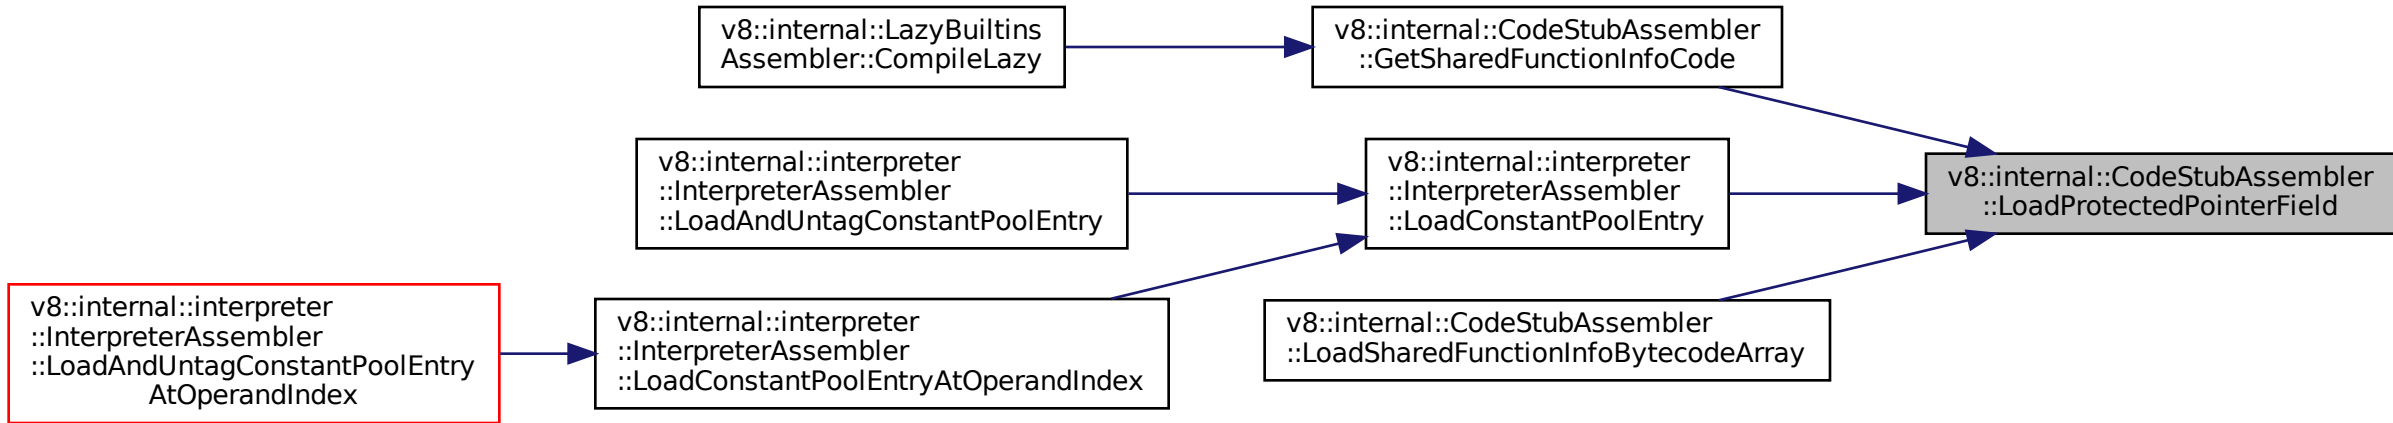 v8::internal::LazyBuiltins
Assembler::CompileLazy
v8::internal::CodeStubAssembler
::GetSharedFunctionInfoCode
v8::internal::interpreter
::InterpreterAssembler
::LoadAndUntagConstantPoolEntry
v8::internal::interpreter
::InterpreterAssembler
::LoadConstantPoolEntry
v8::internal::CodeStubAssembler
::LoadProtectedPointerField
v8::internal::interpreter
::InterpreterAssembler
::LoadAndUntagConstantPoolEntry
AtOperandIndex
v8::internal::interpreter
::InterpreterAssembler
::LoadConstantPoolEntryAtOperandIndex
v8::internal::CodeStubAssembler
::LoadSharedFunctionInfoBytecodeArray